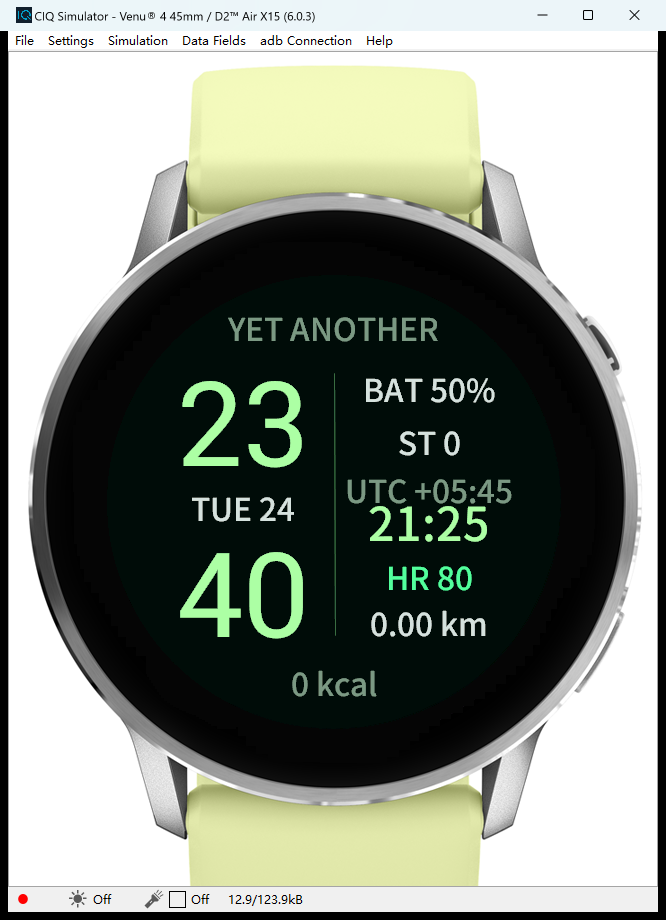 CIQ Simulator - Venu® 4 45mm / D2™ Air X15 (6.0.3)
File Settings Simulation Data Fields adb Connection Help
YET ANOTHER
23
TUE 24
40
BAT 50%
ST 0
UTC +05:45
21:25
HR 80
0.00 km
0 kcal
Off Off 12.9/123.9kB